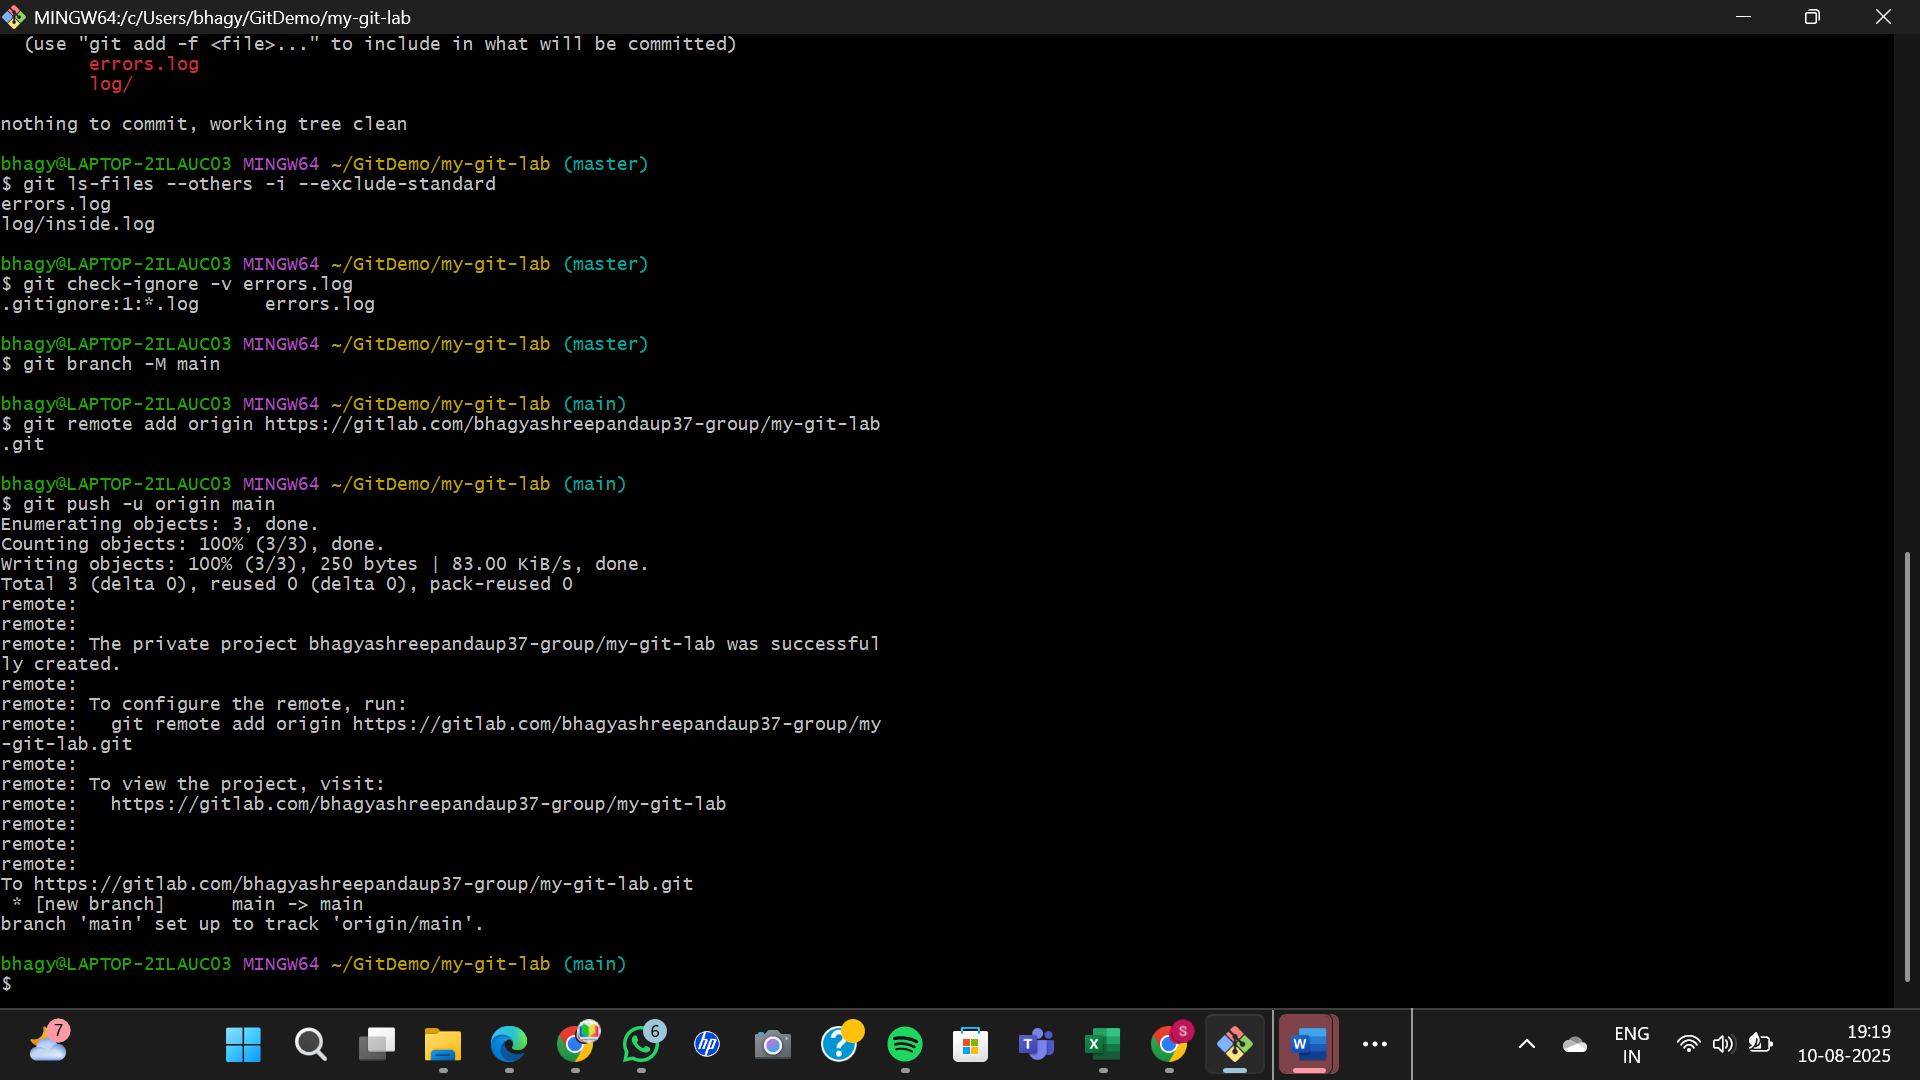 MINGW64:/c/Users/bhagy/GitDemo/my-git-lab
(use "git add -f <file>..." to include in what will be committed)
errors.log
log/
nothing to commit, working tree clean
bhagy@LAPTOP-2ILAUC03 MINGW64 ~/GitDemo/my-git-lab (master)
$ git ls-files --others -i --exclude-standard
errors.log
log/inside.log
bhagy@LAPTOP-2ILAUC03 MINGW64 ~/GitDemo/my-git-lab (master)
$ git check-ignore -v errors.log
.gitignore:1:*.log      errors.log
bhagy@LAPTOP-2ILAUC03 MINGW64 ~/GitDemo/my-git-lab (master)
$ git branch -M main
bhagy@LAPTOP-2ILAUC03 MINGW64 ~/GitDemo/my-git-lab (main)
$ git remote add origin https://gitlab.com/bhagyashreepandaup37-group/my-git-lab
.git
bhagy@LAPTOP-2ILAUC03 MINGW64 ~/GitDemo/my-git-lab (main)
$ git push -u origin main
Enumerating objects: 3, done.
Counting objects: 100% (3/3), done.
Writing objects: 100% (3/3), 250 bytes | 83.00 KiB/s, done.
Total 3 (delta 0), reused 0 (delta 0), pack-reused 0
remote:
remote:
remote: The private project bhagyashreepandaup37-group/my-git-lab was successful
ly created.
remote:
remote: To configure the remote, run:
remote:   git remote add origin https://gitlab.com/bhagyashreepandaup37-group/my
-git-lab.git
remote:
remote: To view the project, visit:
remote:   https://gitlab.com/bhagyashreepandaup37-group/my-git-lab
remote:
remote:
remote:
To https://gitlab.com/bhagyashreepandaup37-group/my-git-lab.git
* [new branch]      main -> main
branch 'main' set up to track 'origin/main'.
bhagy@LAPTOP-2ILAUC03 MINGW64 ~/GitDemo/my-git-lab (main)
$
7
6
hp
?
X
S
W
ENG
IN
19:19
10-08-2025